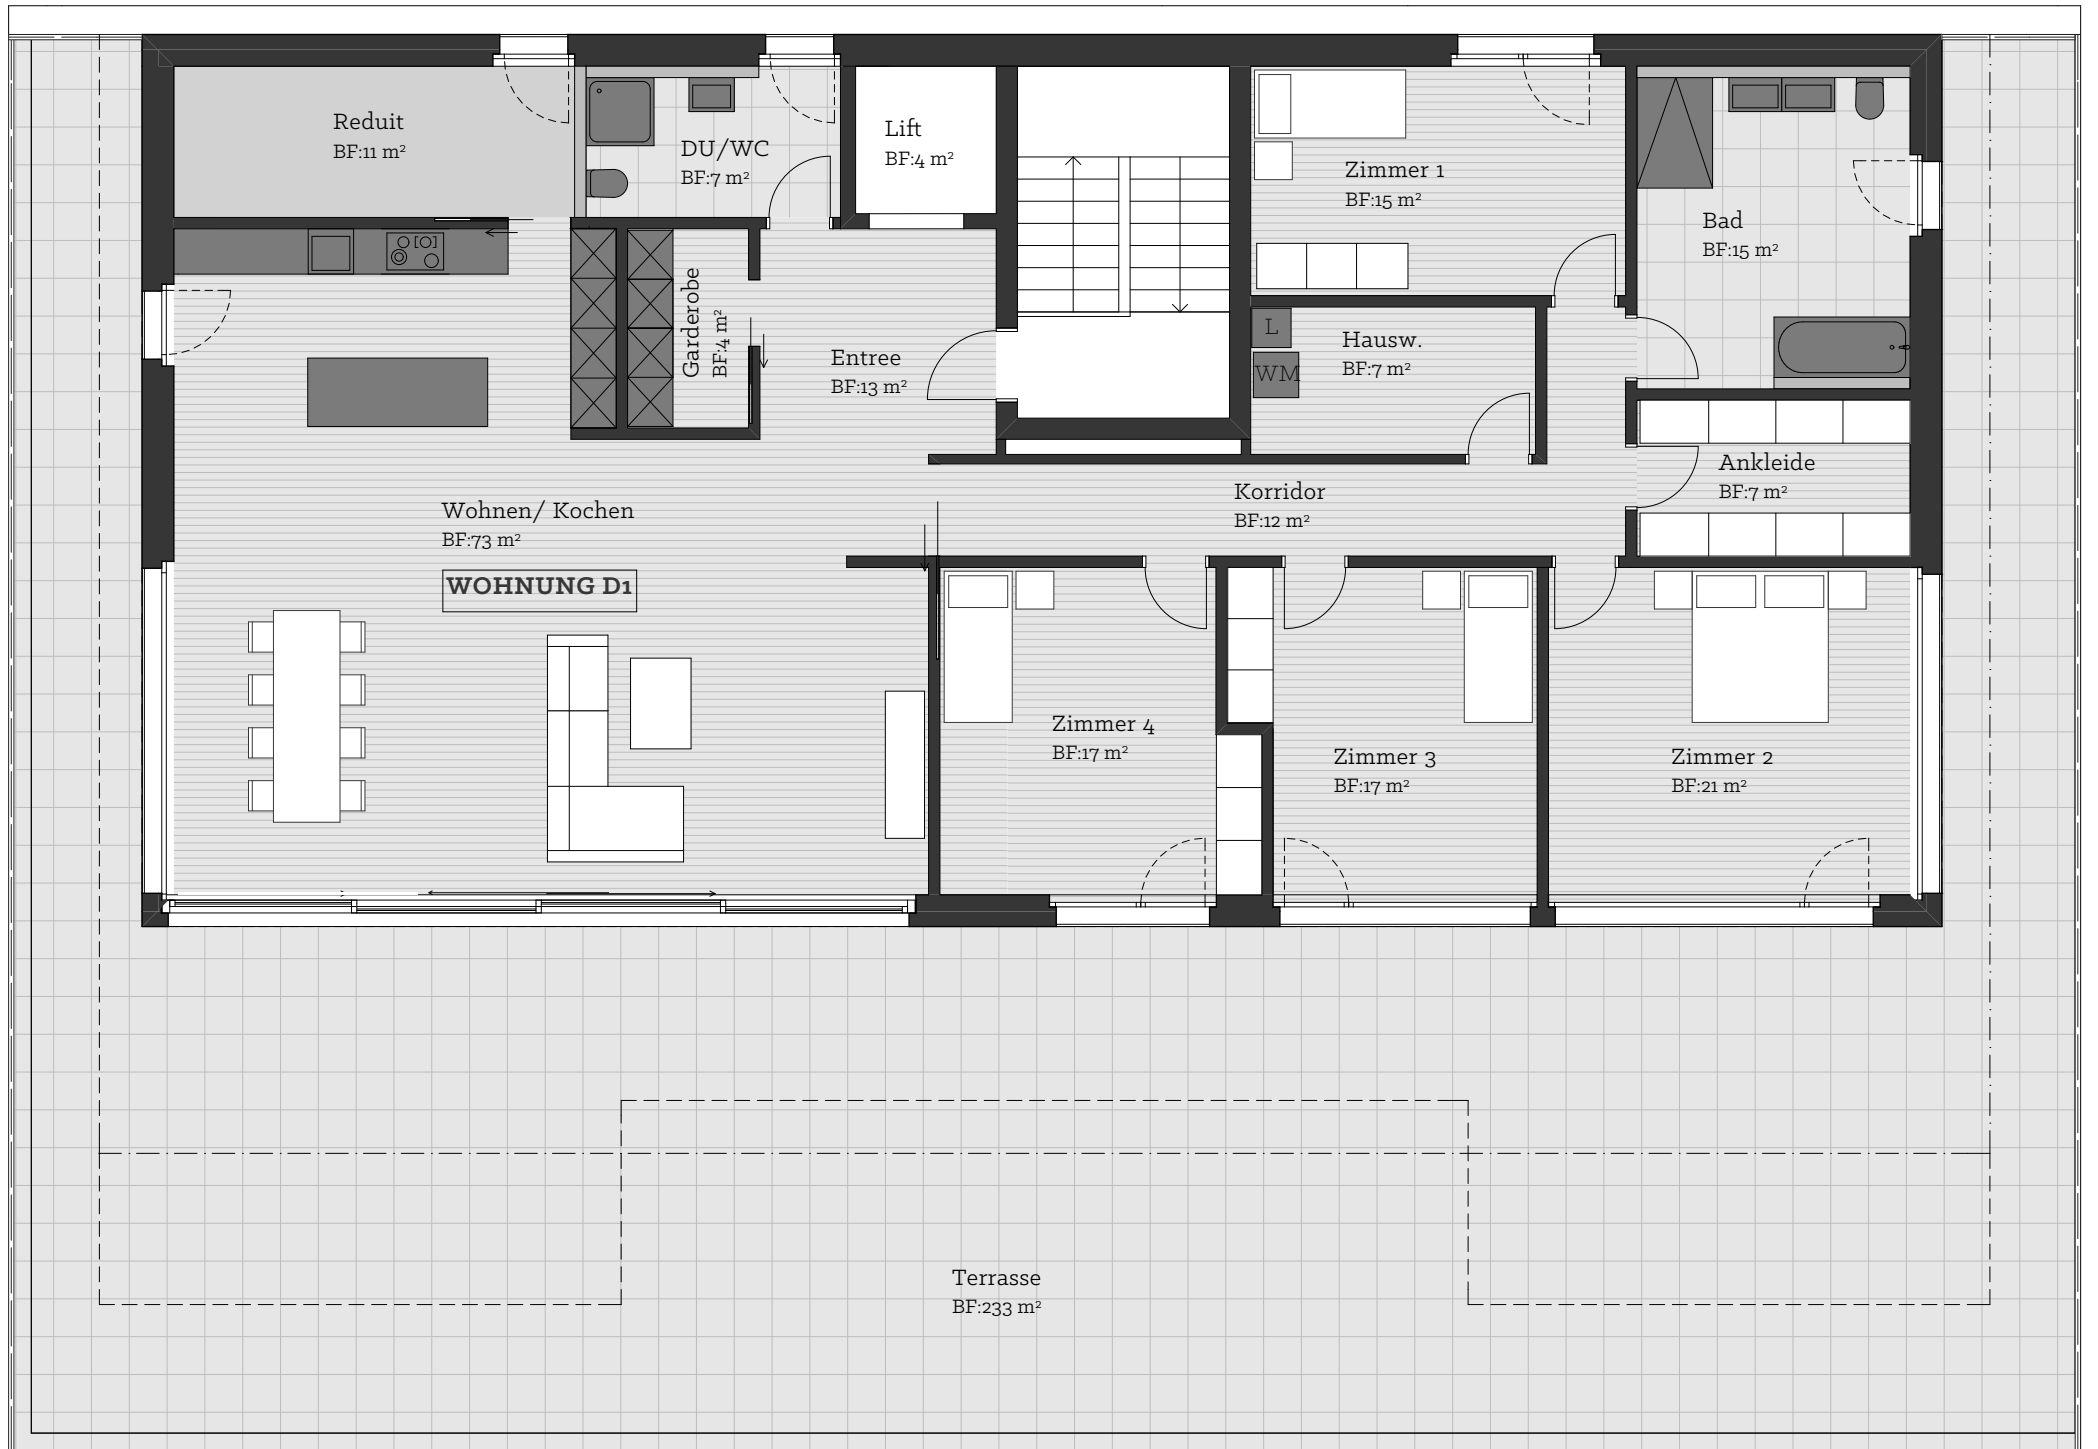 Reduit
BF:11 m²
DU/WC
BF:7 m²
Lift
BF:4 m²
Zimmer 1
BF:15 m²
Bad
BF:15 m²
Garderobe
BF:4 m²
Entree
BF:13 m²
L
WM
Hausw.
BF:7 m²
Ankleide
BF:7 m²
Wohnen/ Kochen
BF:73 m²
Korridor
BF:12 m²
WOHNUNG D1
Zimmer 4
BF:17 m²
Zimmer 3
BF:17 m²
Zimmer 2
BF:21 m²
Terrasse
BF:233 m²